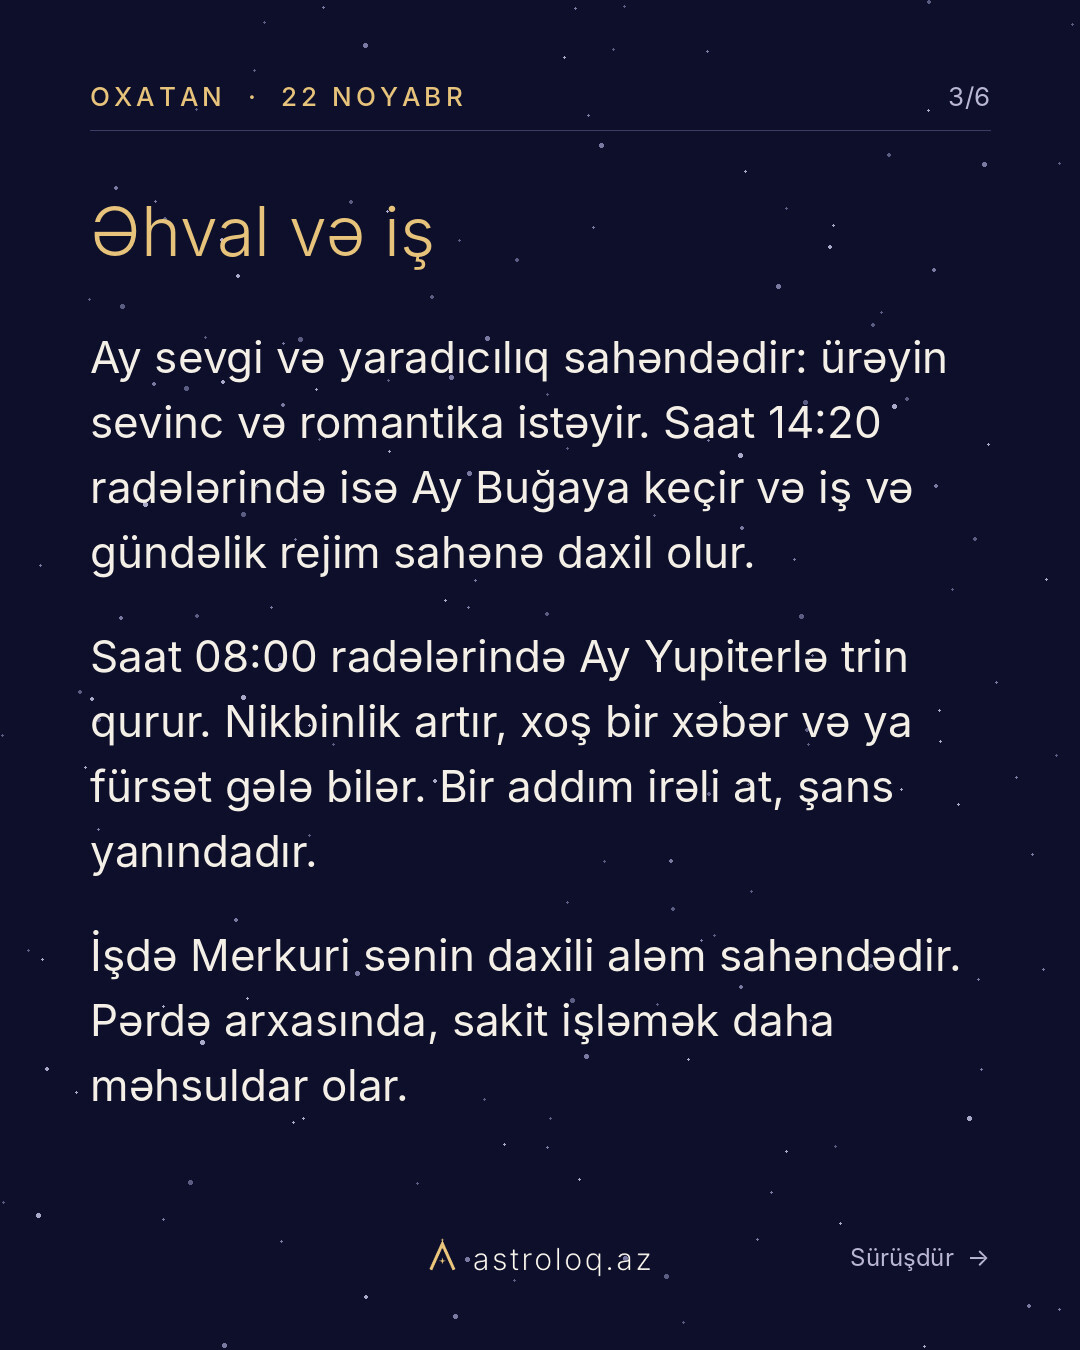 OXATAN · 22 NOYABR
3/6
Əhval və iş
Ay sevgi və yaradıcılıq sahəndədir: ürəyin
sevinc və romantika istəyir. Saat 14:20
radələrində isə Ay Buğaya keçir və iş və
gündəlik rejim sahənə daxil olur.
Saat 08:00 radələrində Ay Yupiterlə trin
qurur. Nikbinlik artır, xoş bir xəbər və ya
fürsət gələ bilər. Bir addım irəli at, şans
yanındadır.
İşdə Merkuri sənin daxili aləm sahəndədir.
Pərdə arxasında, sakit işləmək daha
məhsuldar olar.
astroloq.az
Sürüşdür →